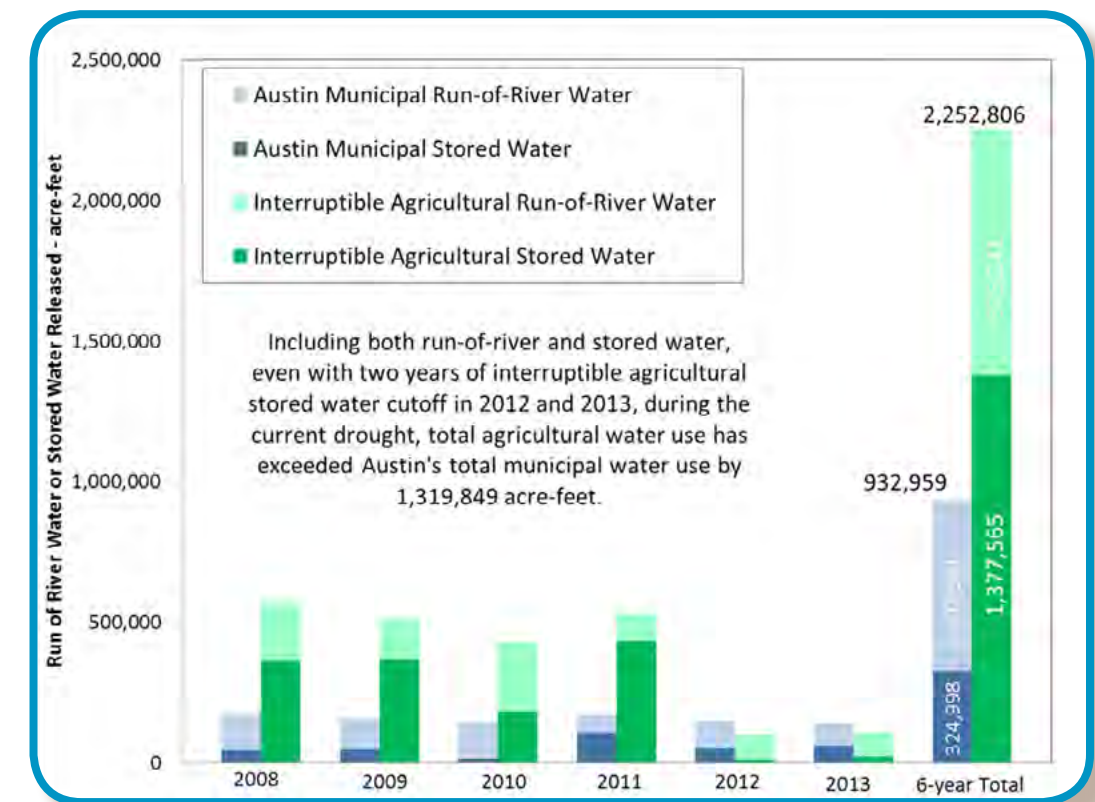 2,500,000
2,000,000
1,500,000
1,000,000
500,000
0
Run of River Water or Stored Water Released - acre-feet
Austin Municipal Run-of-River Water
Austin Municipal Stored Water
Interruptible Agricultural Run-of-River Water
Interruptible Agricultural Stored Water
Including both run-of-river and stored water,
even with two years of interruptible agricultural
stored water cutoff in 2012 and 2013, during the
current drought, total agricultural water use has
exceeded Austin's total municipal water use by
1,319,849 acre-feet.
2,252,806
932,959
324,998
1,377,565
2008
2009
2010
2011
2012
2013
6-year Total